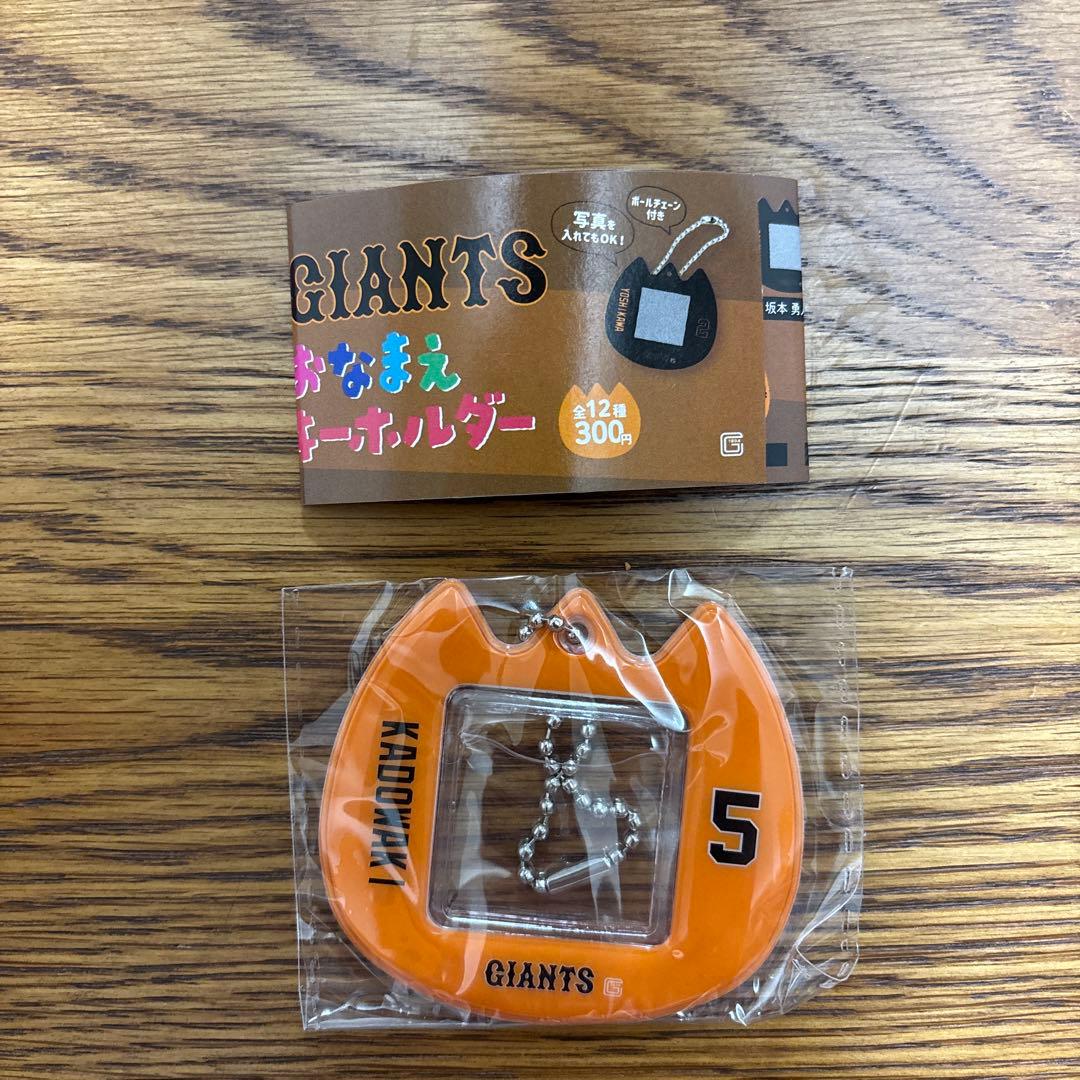 GIANTS
おなまえ
キーホルダー
写真を
入れてもOK!
ボールチェーン
付き
YOSHIKAWA
全12種
300円
坂本 勇
KADOWAKI
5
GIANTS